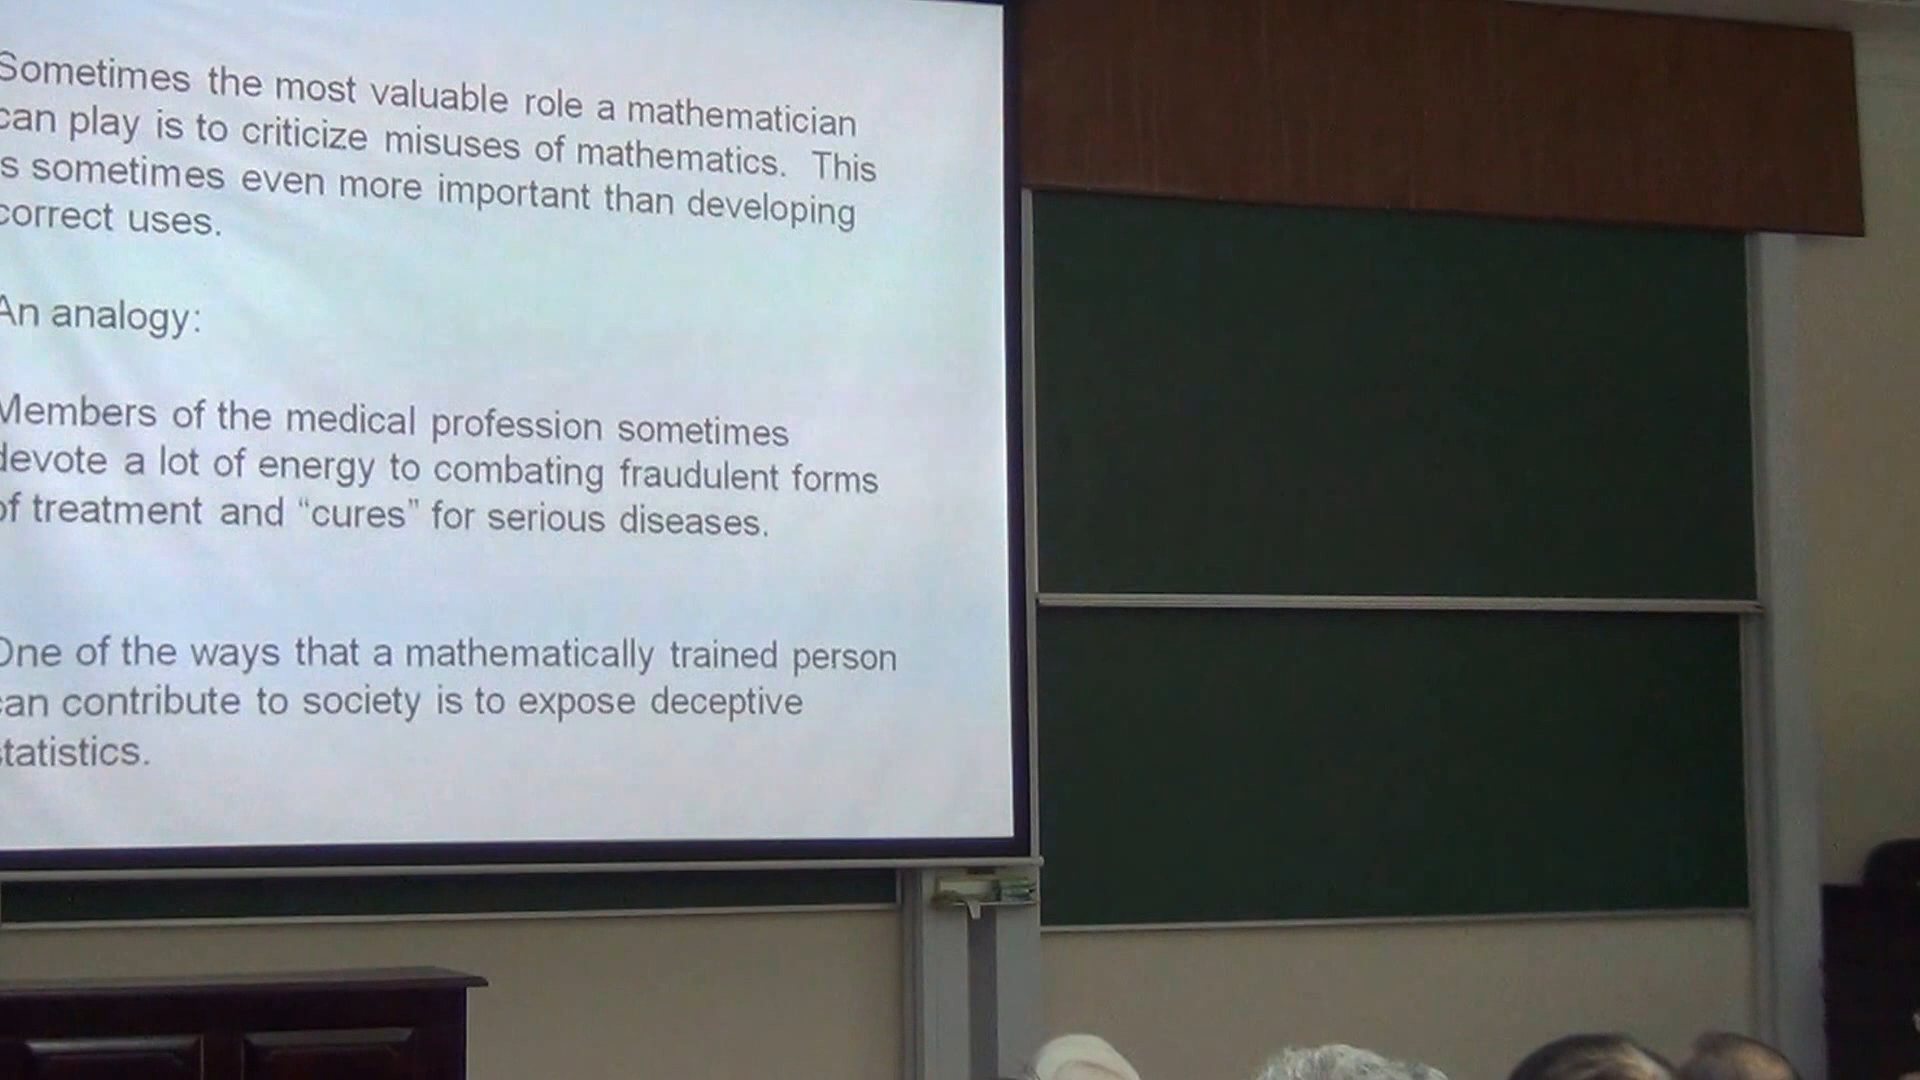 Sometimes the most valuable role a mathematician
can play is to criticize misuses of mathematics. This
is sometimes even more important than developing
correct uses.
An analogy:
Members of the medical profession sometimes
devote a lot of energy to combating fraudulent forms
of treatment and “cures” for serious diseases.
One of the ways that a mathematically trained person
can contribute to society is to expose deceptive
statistics.